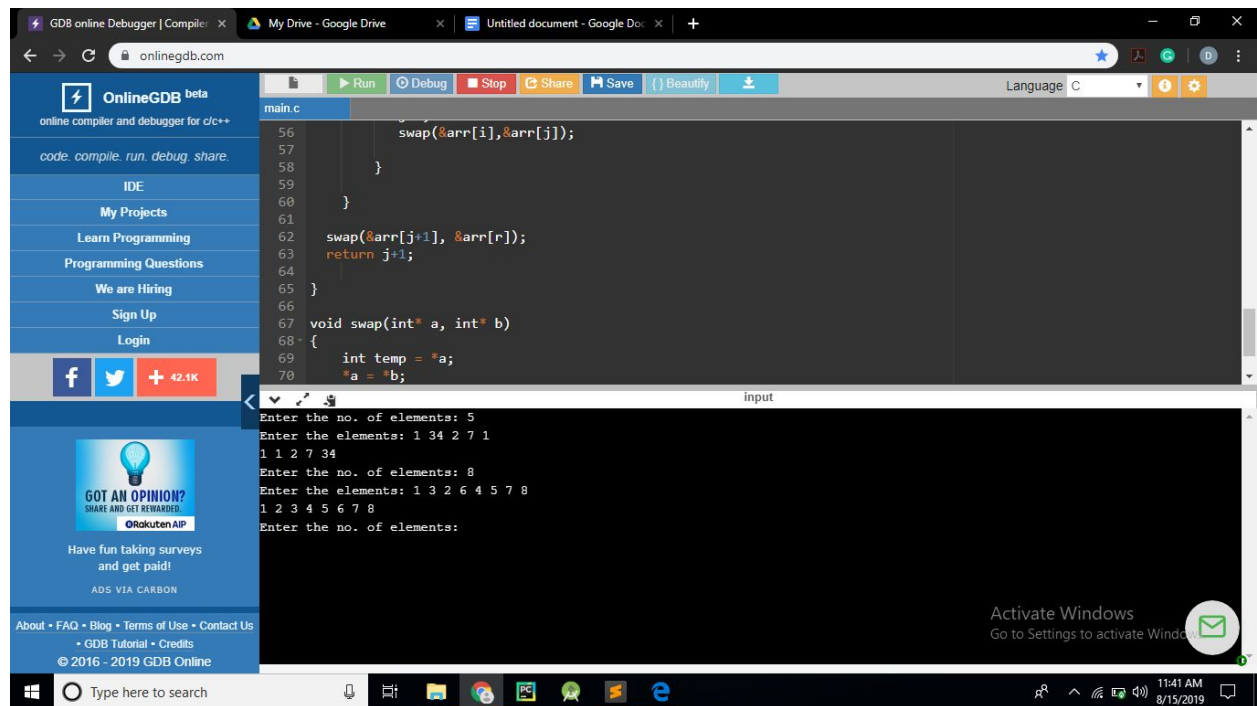 GDB online Debugger | Compiler
My Drive - Google Drive
Untitled document - Google Doc
onlinegdb.com
D
OnlineGDB beta
online compiler and debugger for c/c++
code. compile. run. debug. share.
IDE
My Projects
Learn Programming
Programming Questions
We are Hiring
Sign Up
Login
42.1K
GOT AN OPINION?
SHARE AND GET REWARDED.
Rakuten AIP
Have fun taking surveys
and get paid!
ADS VIA CARBON
About • FAQ • Blog • Terms of Use • Contact Us
• GDB Tutorial • Credits
© 2016 - 2019 GDB Online
Run Debug Stop Share Save { } Beautify
Language C
main.c
56 swap(&arr[i],&arr[j]);
57
58 }
59
60 }
61
62 swap(&arr[j+1], &arr[r]);
63 return j+1;
64
65 }
66
67 void swap(int* a, int* b)
68 {
69 int temp = *a;
70 *a = *b;
input
Enter the no. of elements: 5
Enter the elements: 1 34 2 7 1
1 1 2 7 34
Enter the no. of elements: 8
Enter the elements: 1 3 2 6 4 5 7 8
1 2 3 4 5 6 7 8
Enter the no. of elements:
Activate Windows
Go to Settings to activate Windo
Type here to search
11:41 AM
8/15/2019